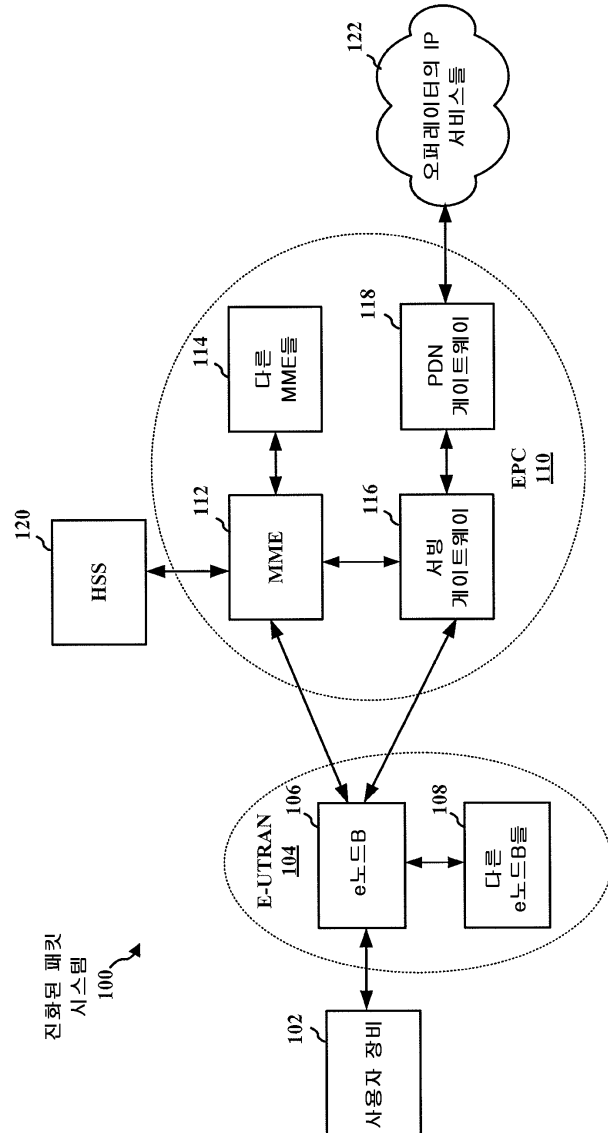 진화된 패킷
시스템
100
120
HSS
112
MME
114
다른
MME들
116
서빙
게이트웨이
118
PDN
게이트웨이
EPC
110
122
오퍼레이터의 IP
서비스들
E-UTRAN
104
106
e노드B
108
다른
e노드B들
102
사용자 장비